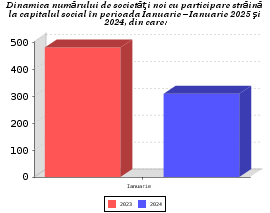 Dinamica numărului de societăţi noi cu participare străină
la capitalul social în perioada Ianuarie –Ianuarie 2025 şi
2024, din care:
500
400
300
200
100
0
Ianuarie
2023
2024